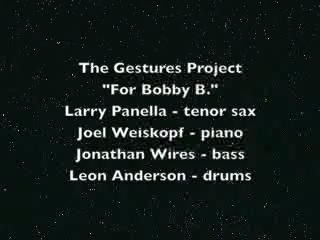 The Gestures Project
"For Bobby B."
Larry Panella - tenor sax
Joel Weiskopf - piano
Jonathan Wires - bass
Leon Anderson - drums